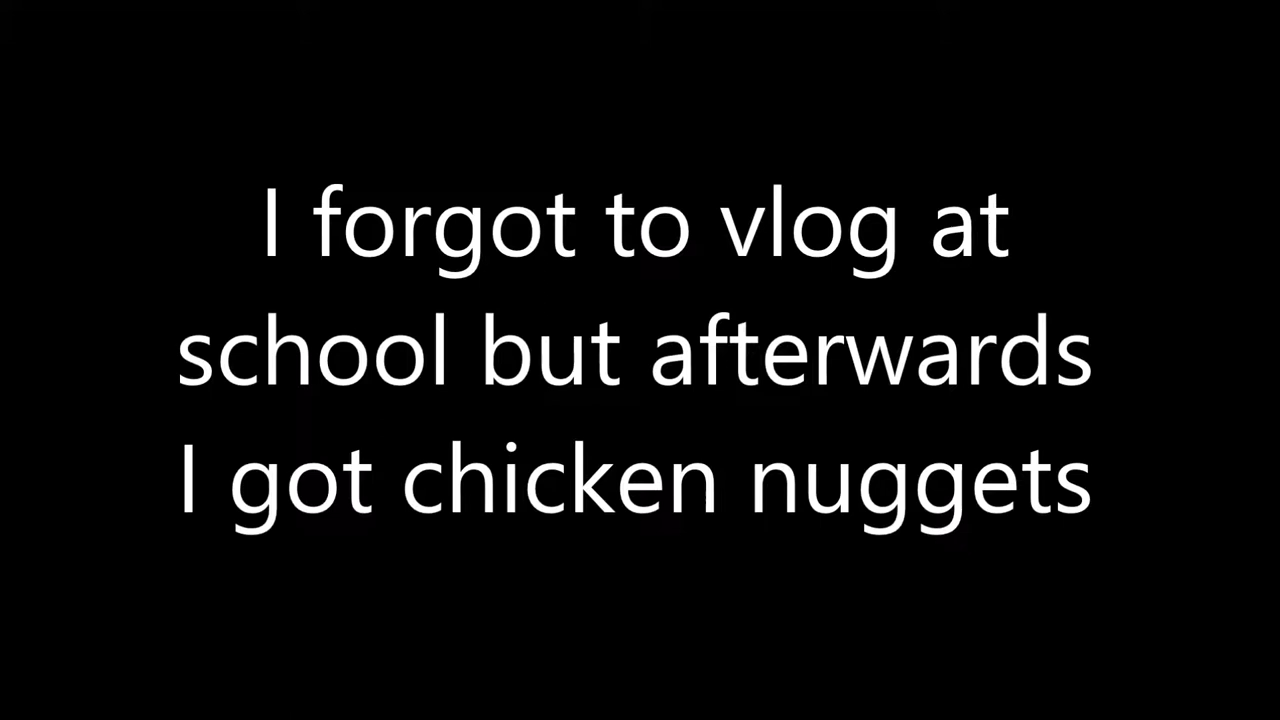 I forgot to vlog at
school but afterwards
I got chicken nuggets